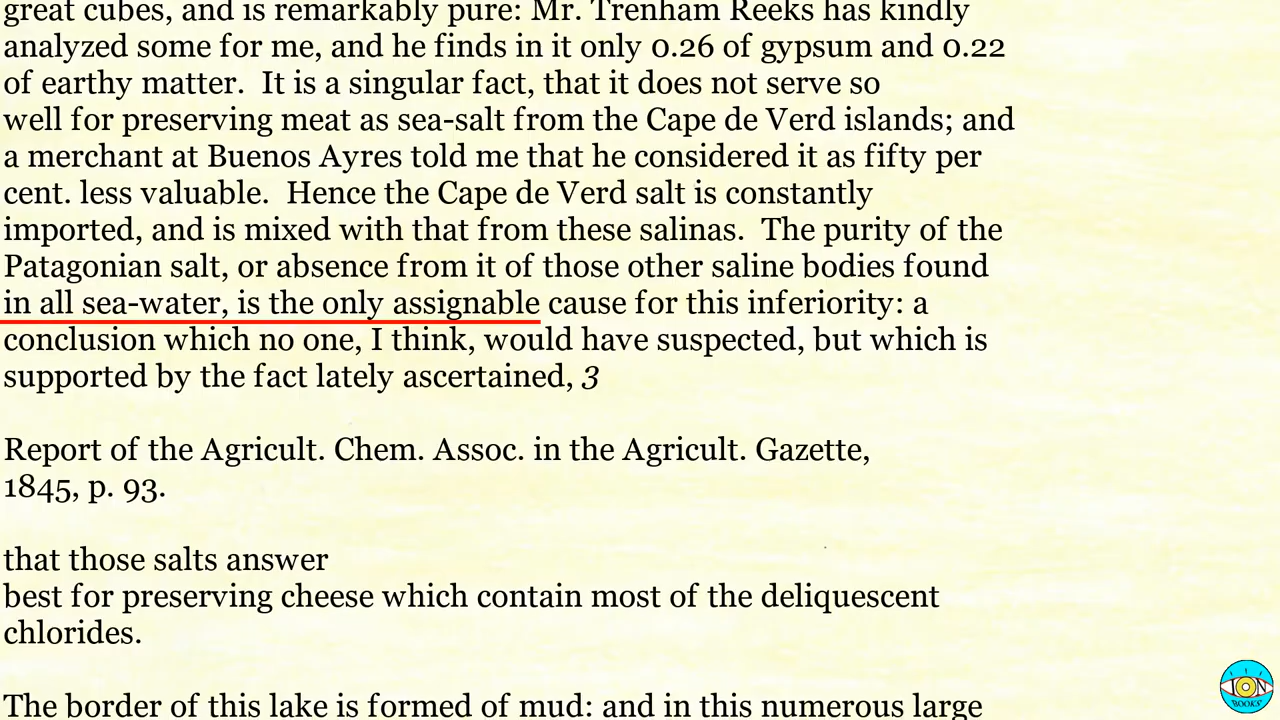 great cubes, and is remarkably pure: Mr. Trenham Reeks has kindly
analyzed some for me, and he finds in it only 0.26 of gypsum and 0.22
of earthy matter.  It is a singular fact, that it does not serve so
well for preserving meat as sea-salt from the Cape de Verd islands; and
a merchant at Buenos Ayres told me that he considered it as fifty per
cent. less valuable.  Hence the Cape de Verd salt is constantly
imported, and is mixed with that from these salinas.  The purity of the
Patagonian salt, or absence from it of those other saline bodies found
in all sea-water, is the only assignable cause for this inferiority: a
conclusion which no one, I think, would have suspected, but which is
supported by the fact lately ascertained, 3
Report of the Agricult. Chem. Assoc. in the Agricult. Gazette,
1845, p. 93.
that those salts answer
best for preserving cheese which contain most of the deliquescent
chlorides.
The border of this lake is formed of mud: and in this numerous large
ION
BOOKS